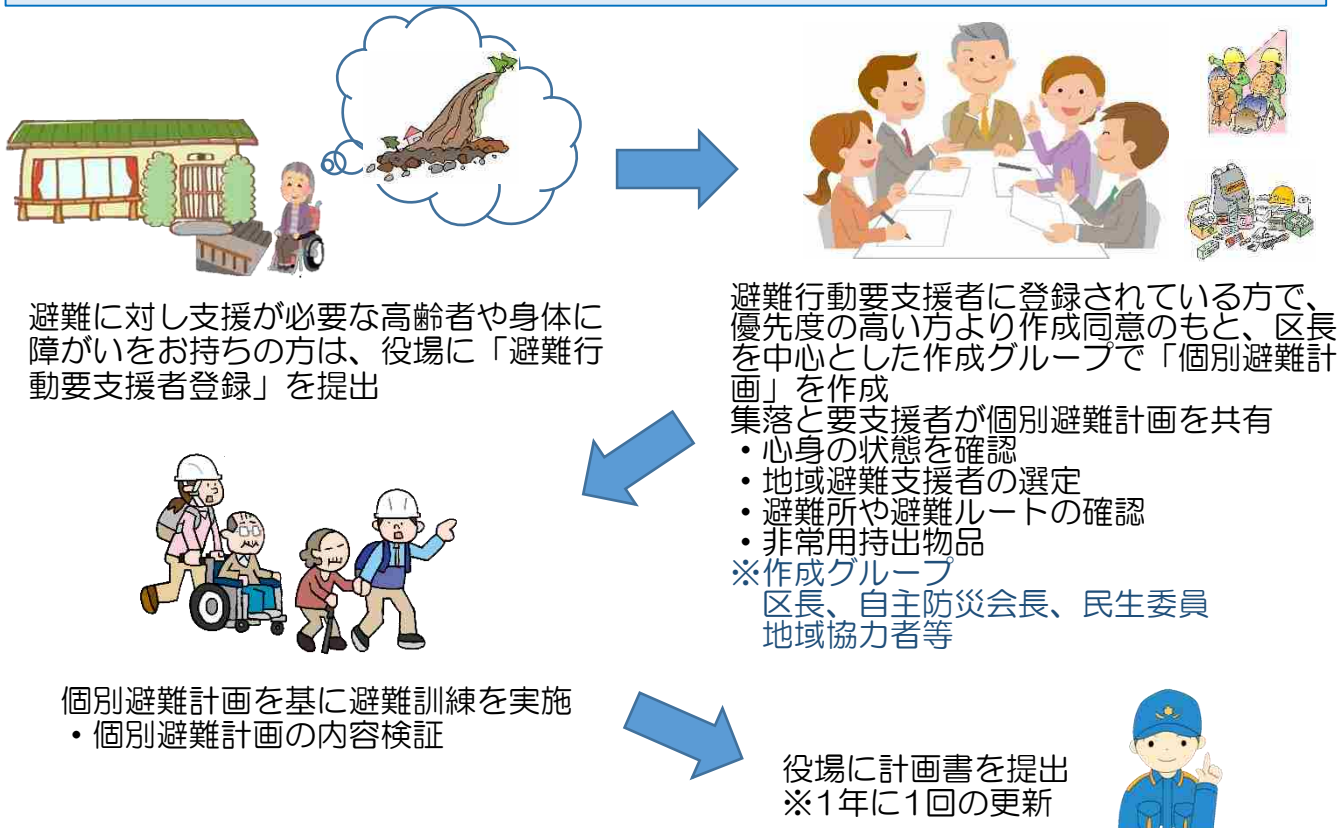 避難に対し支援が必要な高齢者や身体に
障がいをお持ちの方は、役場に「避難行
動要支援者登録」を提出
避難行動要支援者に登録されている方で、
優先度の高い方より作成同意のもと、区長
を中心とした作成グループで「個別避難計
画」を作成
集落と要支援者が個別避難計画を共有
・心身の状態を確認
・地域避難支援者の選定
・避難所や避難ルートの確認
・非常用持出物品
※作成グループ
区長、自主防災会長、民生委員
地域協力者等
個別避難計画を基に避難訓練を実施
・個別避難計画の内容検証
役場に計画書を提出
※1年に1回の更新